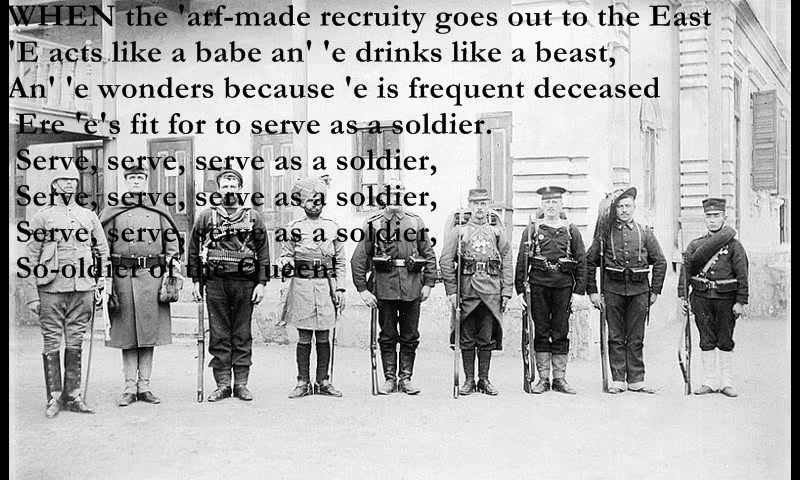 WHEN the 'arf-made recruity goes out to the East
'E acts like a babe an' 'e drinks like a beast,
An' 'e wonders because 'e is frequent deceased
Ere 'e's fit for to serve as a soldier.
Serve, serve, serve as a soldier,
Serve, serve, serve as a soldier,
Serve, serve, serve as a soldier,
So-oldier of the Queen!